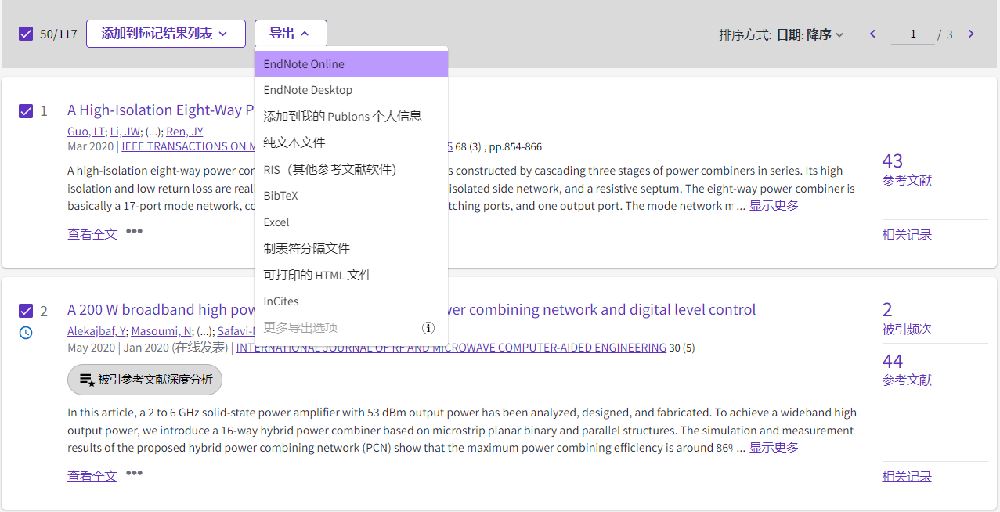 50/117 添加到标记结果列表 导出 排序方式: 日期: 降序 1 / 3
EndNote Online
EndNote Desktop
添加到我的 Publons 个人信息
纯文本文件
RIS（其他参考文献软件）
BibTeX
Excel
制表符分隔文件
可打印的 HTML 文件
InCites
更多导出选项
1 A High-Isolation Eight-Way
Guo, LT; Li, JW; (...); Ren, JY
Mar 2020 | IEEE TRANSACTIONS ON 68 (3) , pp.854-866
A high-isolation eight-way power s constructed by cascading three stages of power combiners in series. Its high
isolation and low return loss are isolated side network, and a resistive septum. The eight-way power combiner is
basically a 17-port mode network, ports, and one output port. The mode network ... 显示更多
43
参考文献
查看全文
相关记录
2 A 200 W broadband high combining network and digital level control
Alekajbaf, Y; Masoumi, N; (...);
May 2020 | Jan 2020 (在线发表) | INTERNATIONAL JOURNAL OF RF AND MICROWAVE COMPUTER-AIDED ENGINEERING 30 (5)
被引参考文献深度分析
In this article, a 2 to 6 GHz solid-state power amplifier with 53 dBm output power has been analyzed, designed, and fabricated. To achieve a wideband high
output power, we introduce a 16-way hybrid power combiner based on microstrip planar binary and parallel structures. The simulation and measurement
results of the proposed hybrid power combining network (PCN) show that the maximum power combining efficiency is around 86% ... 显示更多
2
被引频次
44
参考文献
查看全文
相关记录